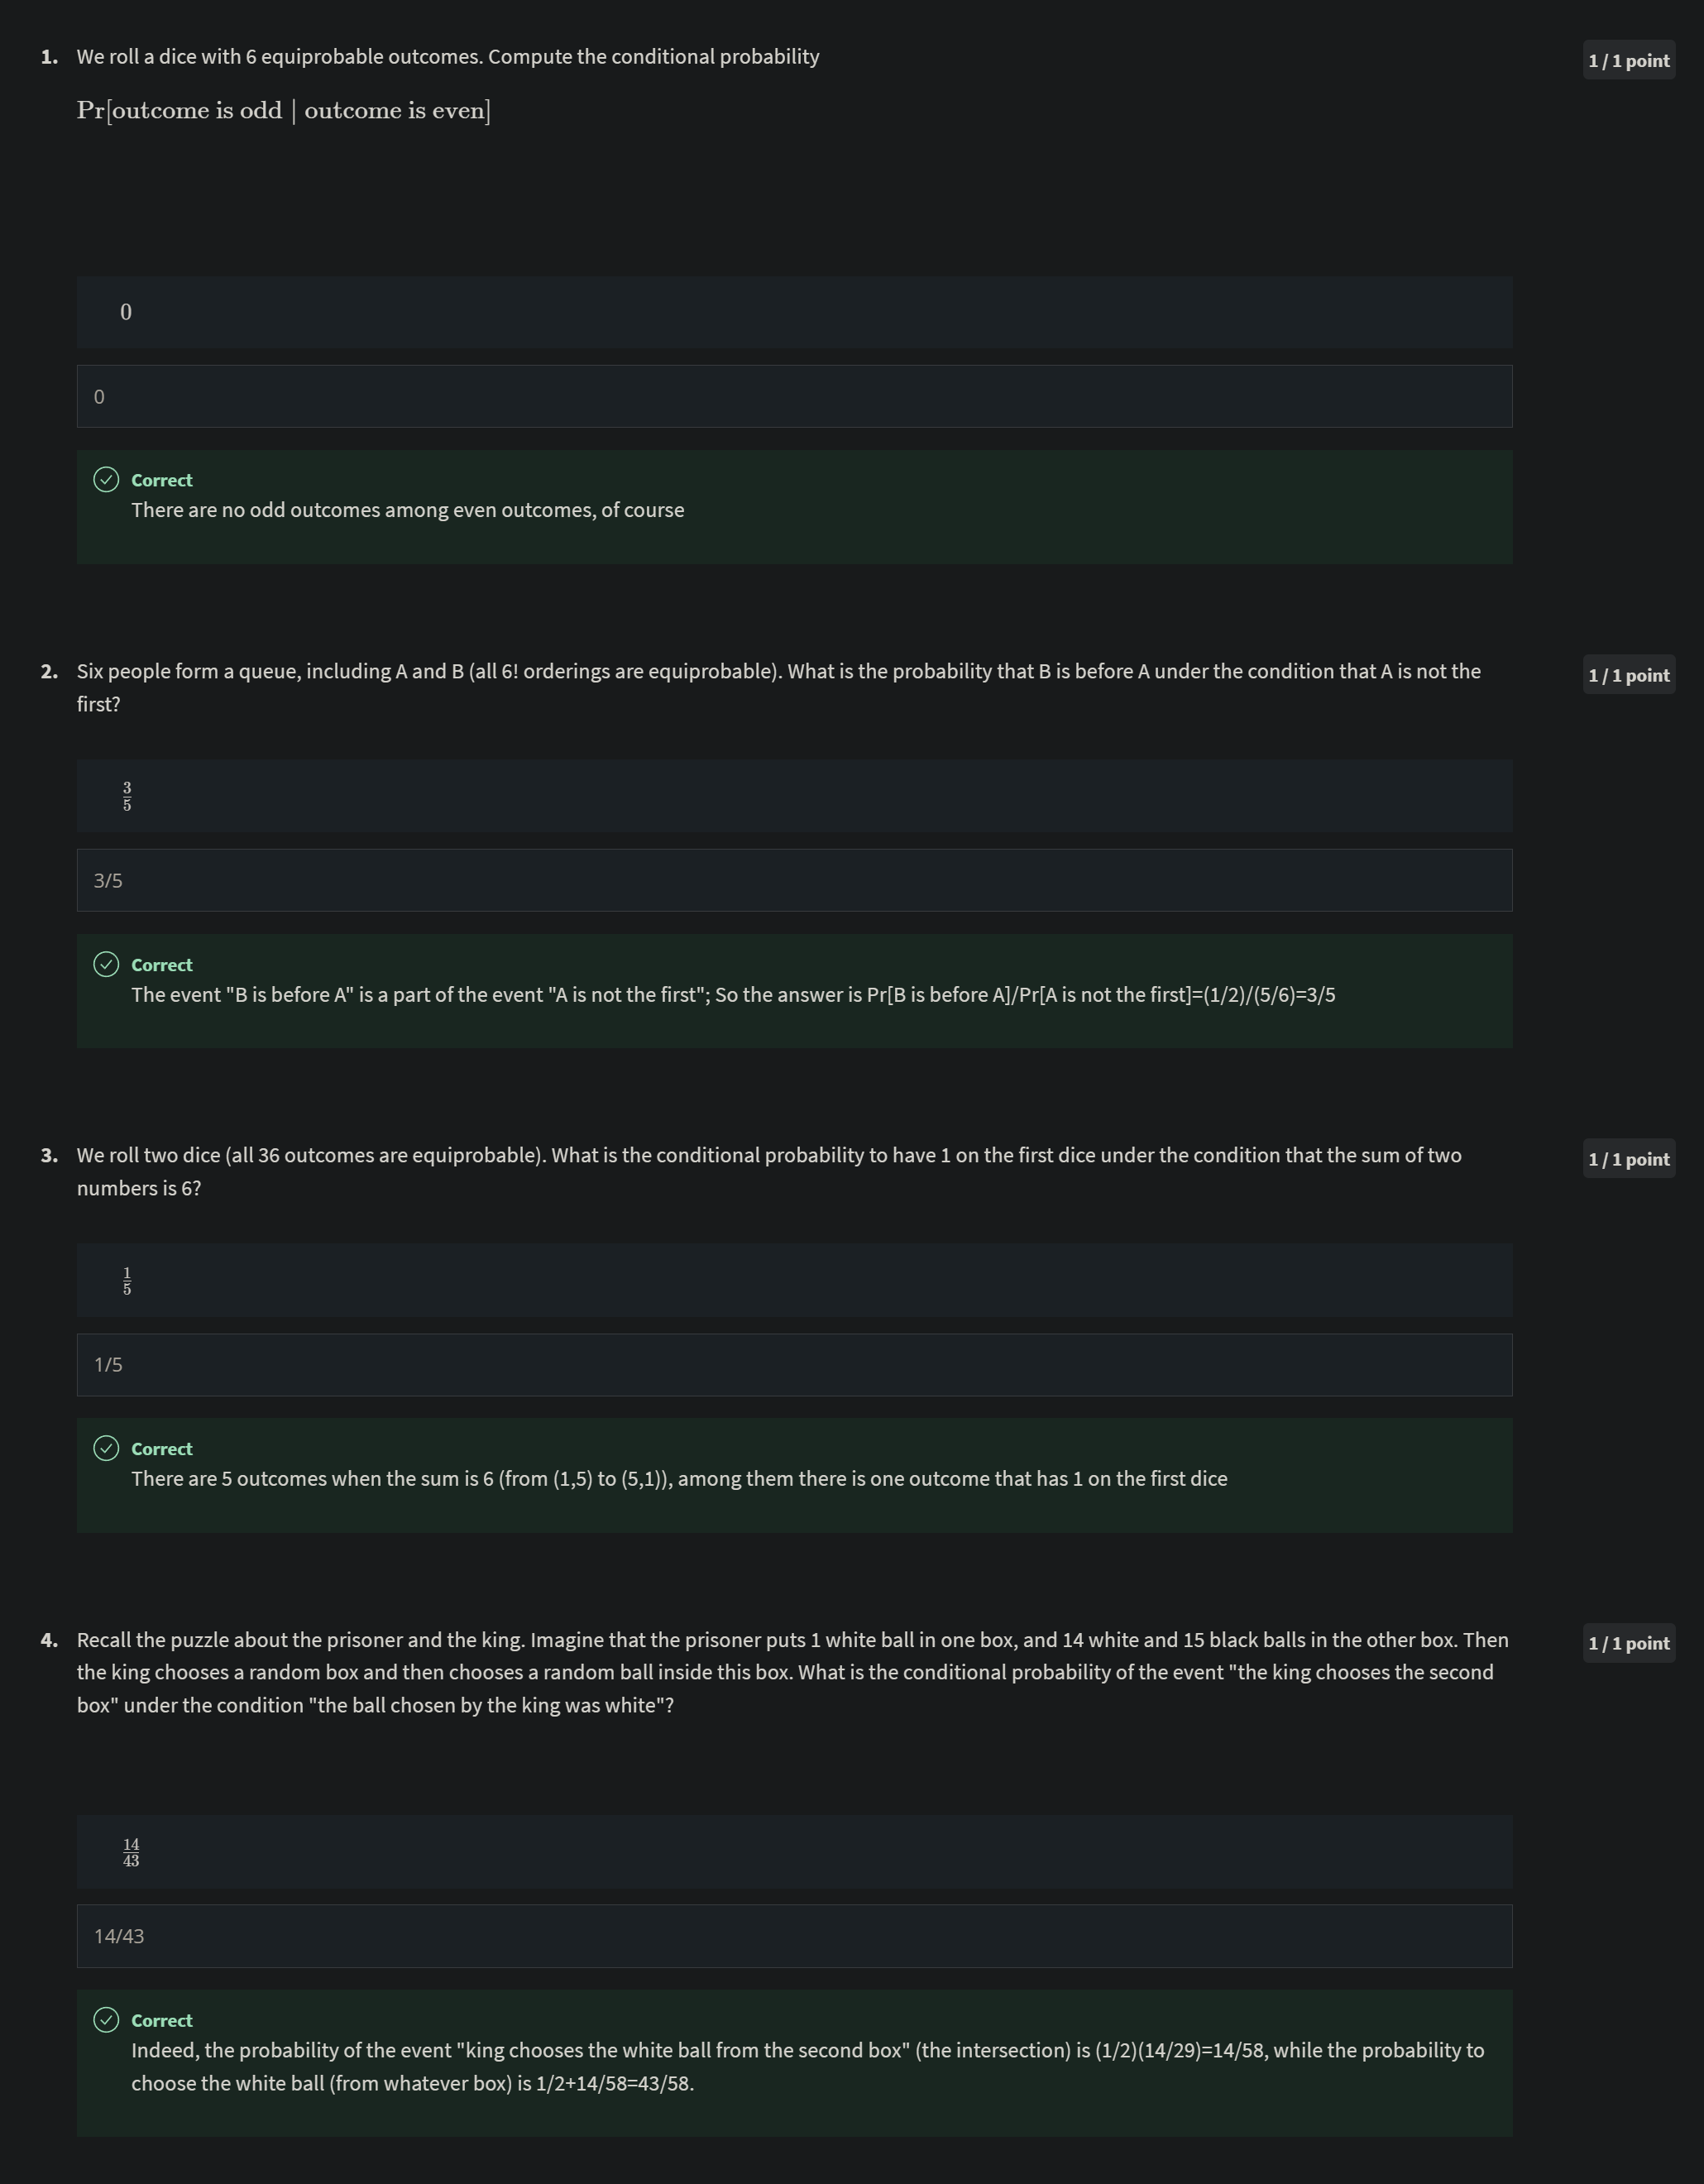 1. We roll a dice with 6 equiprobable outcomes. Compute the conditional probability
1 / 1 point
Pr[outcome is odd | outcome is even]
0
0
Correct
There are no odd outcomes among even outcomes, of course
2. Six people form a queue, including A and B (all 6! orderings are equiprobable). What is the probability that B is before A under the condition that A is not the
first?
1 / 1 point
3/5
3/5
Correct
The event "B is before A" is a part of the event "A is not the first"; So the answer is Pr[B is before A]/Pr[A is not the first]=(1/2)/(5/6)=3/5
3. We roll two dice (all 36 outcomes are equiprobable). What is the conditional probability to have 1 on the first dice under the condition that the sum of two
numbers is 6?
1 / 1 point
1/5
1/5
Correct
There are 5 outcomes when the sum is 6 (from (1,5) to (5,1)), among them there is one outcome that has 1 on the first dice
4. Recall the puzzle about the prisoner and the king. Imagine that the prisoner puts 1 white ball in one box, and 14 white and 15 black balls in the other box. Then
the king chooses a random box and then chooses a random ball inside this box. What is the conditional probability of the event "the king chooses the second
box" under the condition "the ball chosen by the king was white"?
1 / 1 point
14/43
14/43
Correct
Indeed, the probability of the event "king chooses the white ball from the second box" (the intersection) is (1/2)(14/29)=14/58, while the probability to
choose the white ball (from whatever box) is 1/2+14/58=43/58.